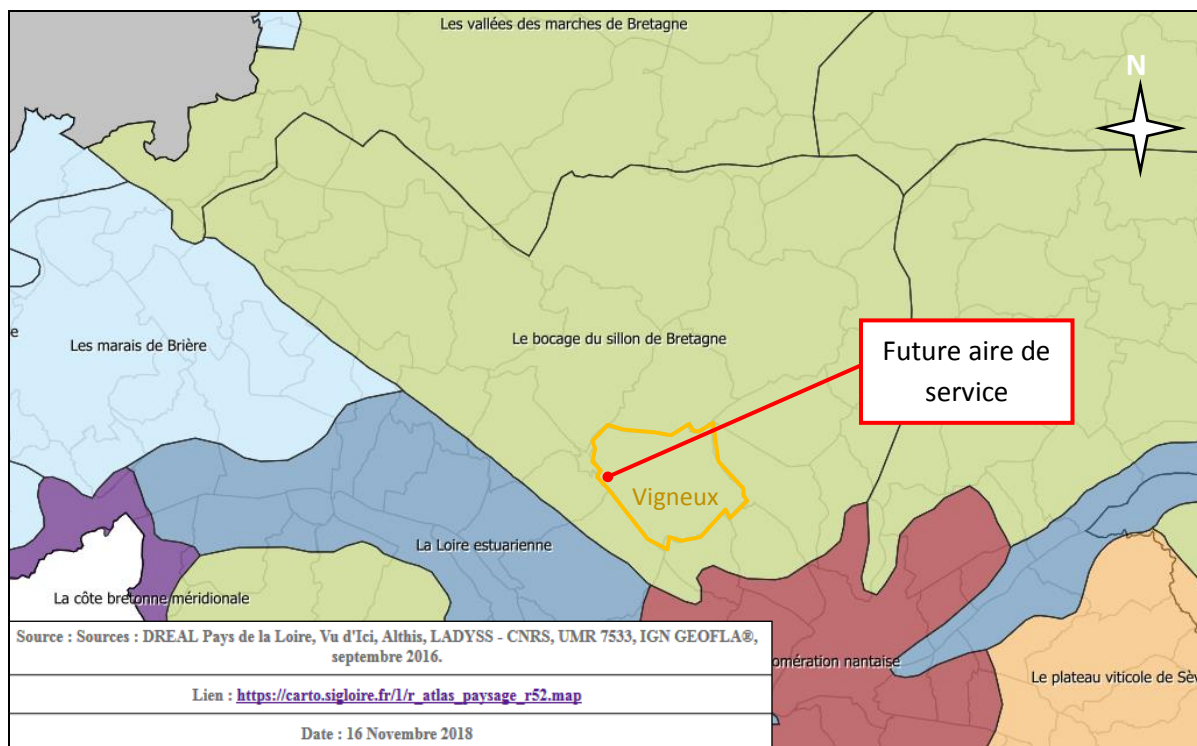 Les vallées des marches de Bretagne
N
e
Les marais de Brière
Le bocage du sillon de Bretagne
Future aire de
service
Vigneux
La Loire estuarienne
La côte bretonne méridionale
omération nantaise
Le plateau viticole de Sèv
Source : Sources : DREAL Pays de la Loire, Vu d'Ici, Althis, LADYSS - CNRS, UMR 7533, IGN GEOFLA®,
septembre 2016.
Lien : https://carto.sigloire.fr/1/r_atlas_paysage_r52.map
Date : 16 Novembre 2018